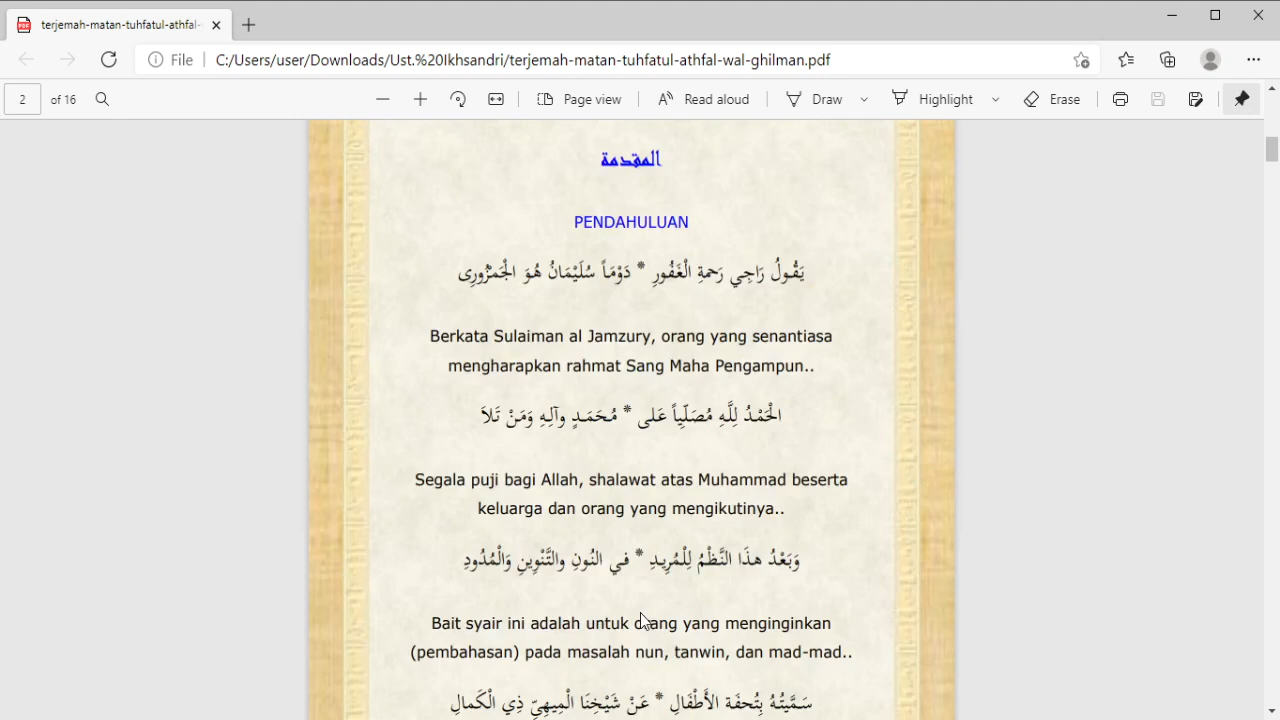 terjemah-matan-tuhfatul-athfal-
File
C:/Users/user/Downloads/Ust.%20Ikhsandri/terjemah-matan-tuhfatul-athfal-wal-ghilman.pdf
2 of 16
Page view
Read aloud
Draw
Highlight
Erase
المقدمة
PENDAHULUAN
يَقُولُ رَاجِي رَحمةِ الْغَفُورِ * دَوْمَاً سُلَيْمَانُ هُوَ الْجَمْزُورِى
Berkata Sulaiman al Jamzury, orang yang senantiasa
mengharapkan rahmat Sang Maha Pengampun..
الْحَمْدُ لِلَّهِ مُصَلِّياً عَلى * مُحَمَدٍ وآلِهِ وَمَنْ تَلاَ
Segala puji bagi Allah, shalawat atas Muhammad beserta
keluarga dan orang yang mengikutinya..
وَبَعْدُ هذَا النَّظْمُ لِلْمُرِيدِ * في النُونِ والتَّنْوِينِ وَالْمُدُودِ
Bait syair ini adalah untuk orang yang menginginkan
(pembahasan) pada masalah nun, tanwin, dan mad-mad..
سَمَّيْتُهُ بِتُحفَة الأَطْفَالِ * عَنْ شَيْخِنَا الْمِيهِيِّ ذِي الْكَمالِ